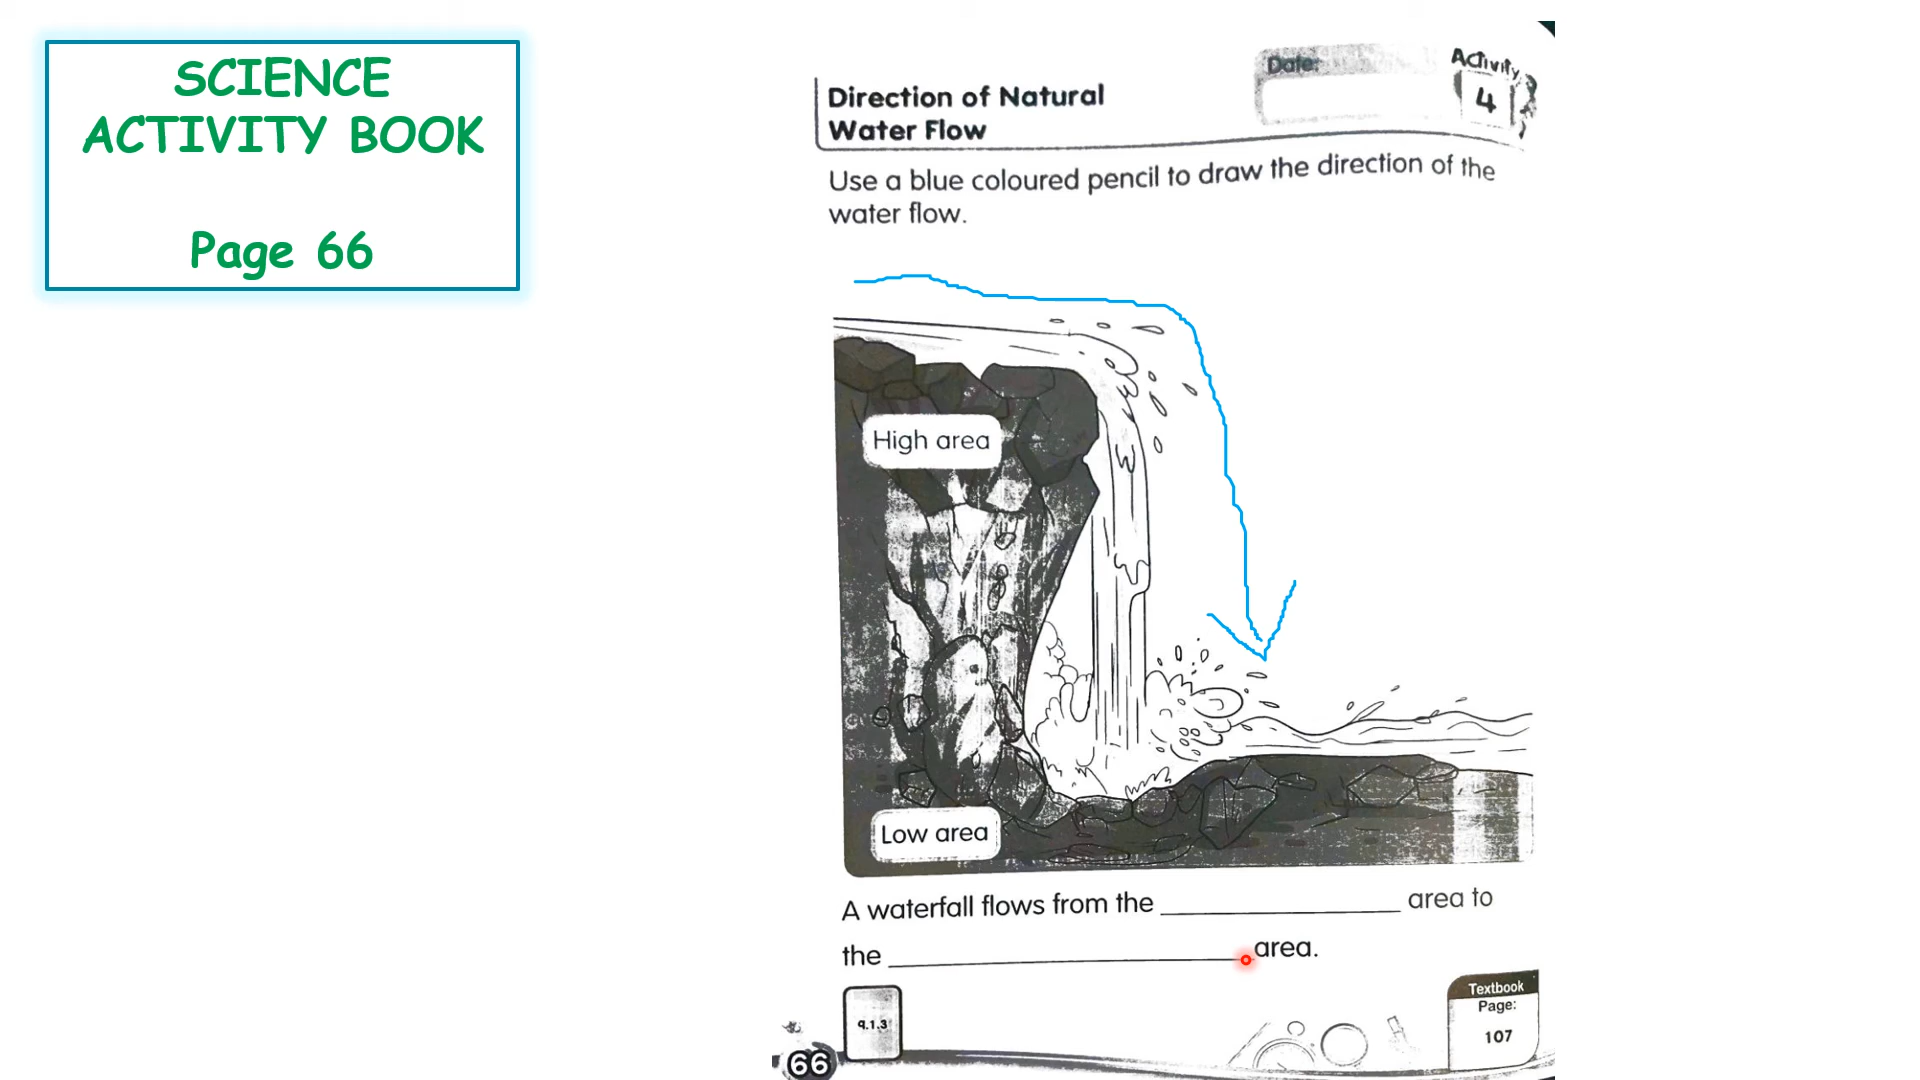 SCIENCE
ACTIVITY BOOK
Page 66
Date:
Activity
4
Direction of Natural
Water Flow
Use a blue coloured pencil to draw the direction of the
water flow.
High area
Low area
A waterfall flows from the ____________ area to
the ____________ area.
9.1.3
66
Textbook
Page:
107